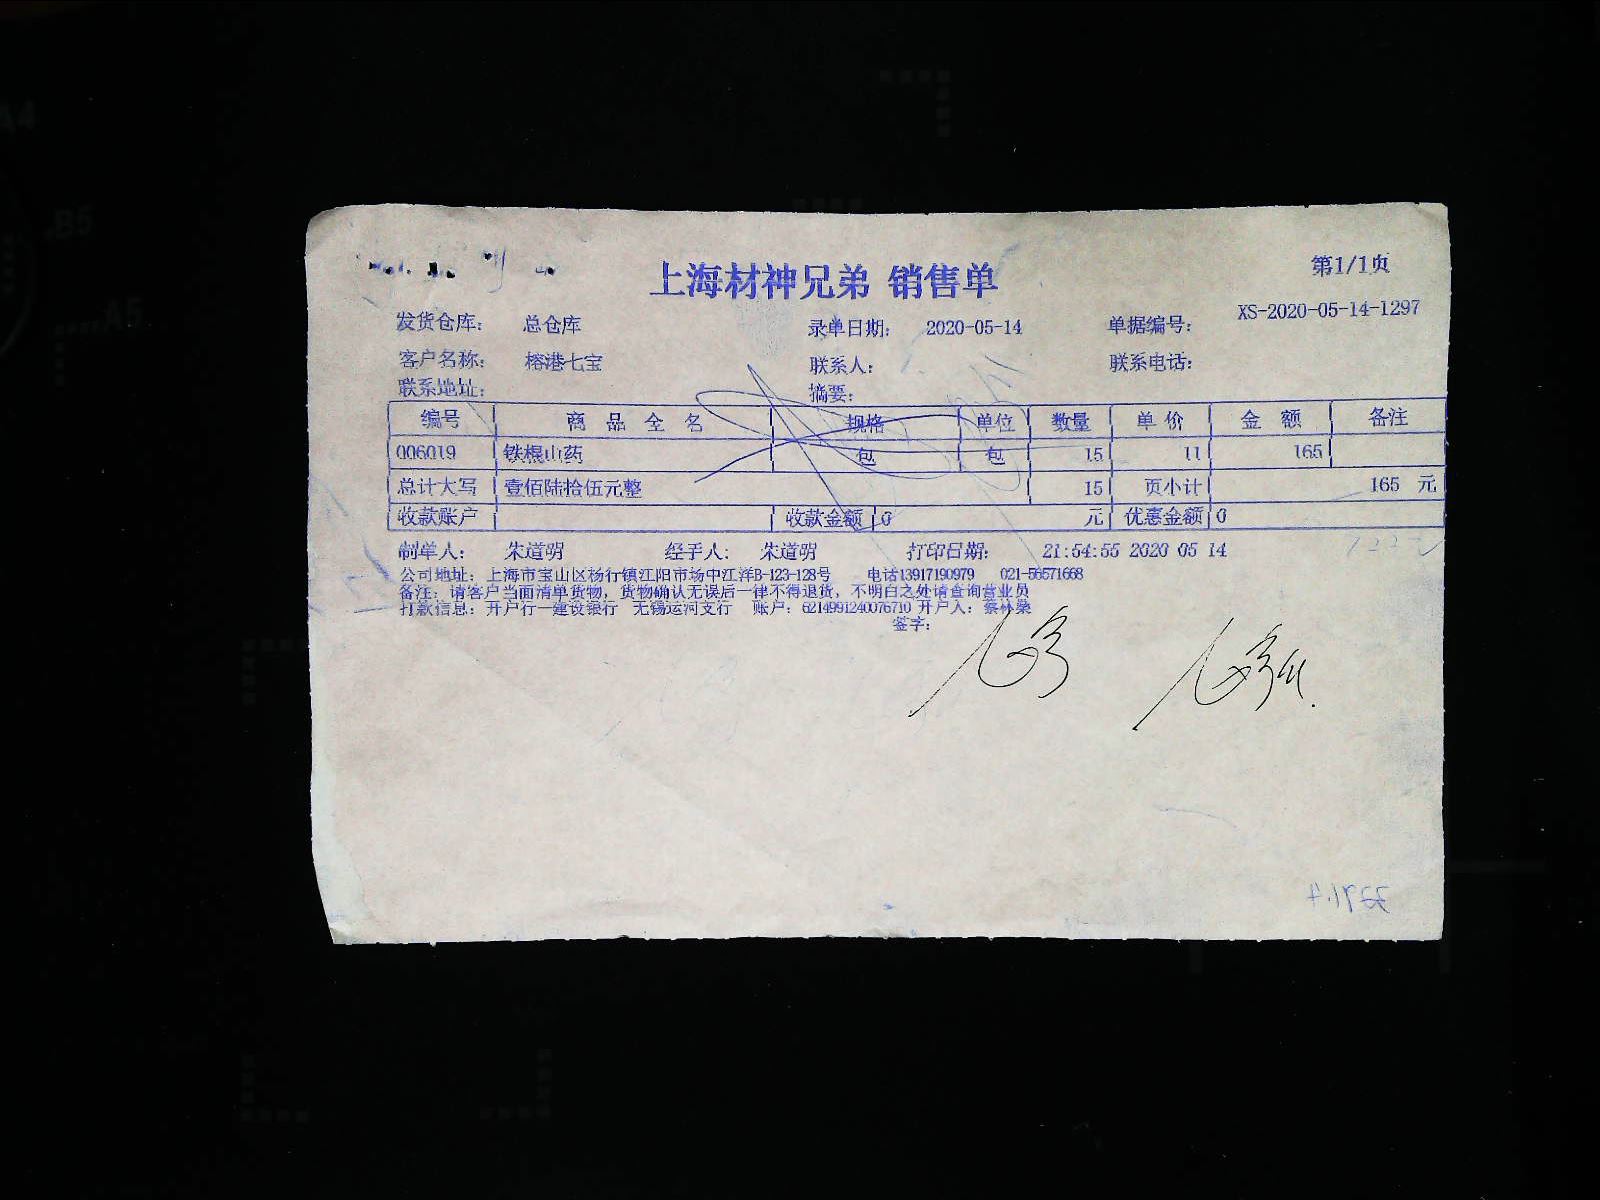 上海材神兄弟 销售单
第1/1页
发货仓库： 总仓库 录单日期： 2020-05-14 单据编号： XS-2020-05-14-1297
客户名称： 榕港七宝 联系人： 联系电话：
联系地址： 摘要：
编号 商品全名 规格 单位 数量 单价 金额 备注
006019 铁棍山药 包 包 15 11 165
总计大写 壹佰陆拾伍元整 15 页小计 165 元
收款账户 收款金额 0 元 优惠金额 0
制单人： 朱道明 经手人： 朱道明 打印日期： 21:54:55 2020 05 14
公司地址：上海市宝山区杨行镇江阳市场中江洋B-123-128号 电话13917190979 021-56571668
备注：请客户当面清单货物，货物确认无误后一律不得退货，不明白之处请查询营业员
打款信息：开户行一建设银行 无锡运河支行 账户：6214991240076710 开户人：蔡林燊
签字：